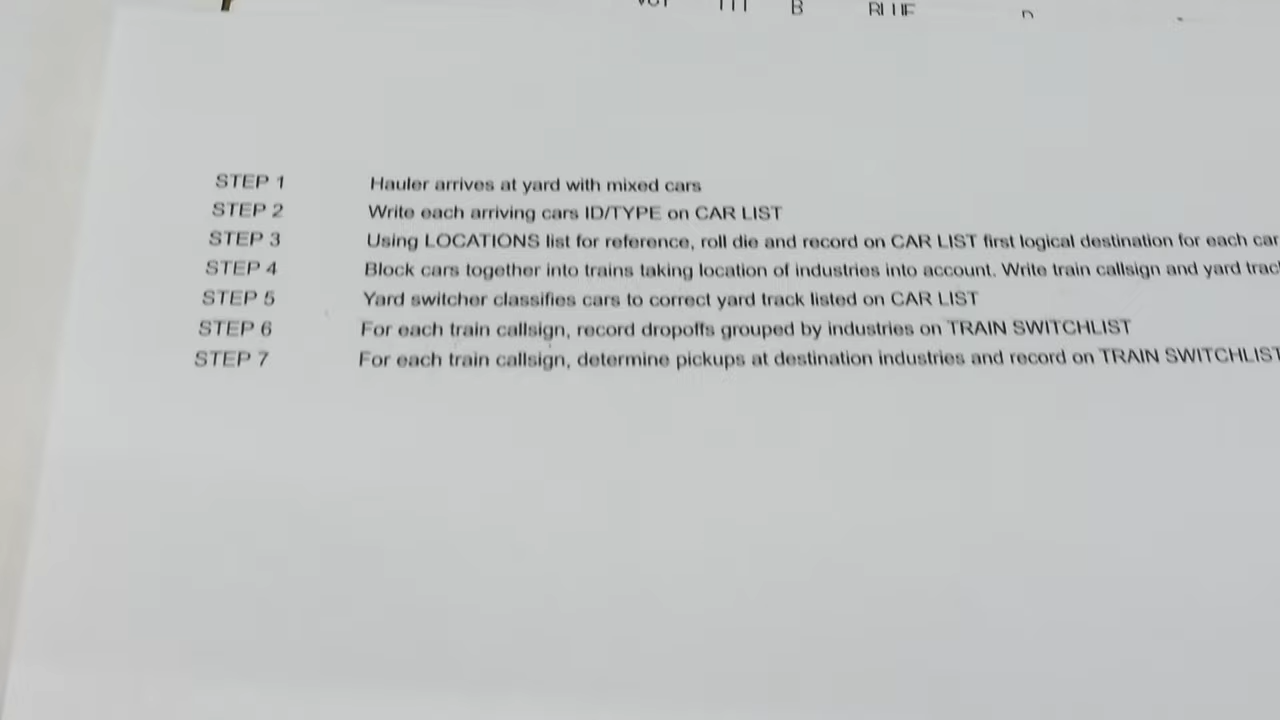 B BLUE
STEP 1 Hauler arrives at yard with mixed cars
STEP 2 Write each arriving cars ID/TYPE on CAR LIST
STEP 3 Using LOCATIONS list for reference, roll die and record on CAR LIST first logical destination for each car
STEP 4 Block cars together into trains taking location of industries into account. Write train callsign and yard
STEP 5 Yard switcher classifies cars to correct yard track listed on CAR LIST
STEP 6 For each train callsign, record dropoffs grouped by industries on TRAIN SWITCHLIST
STEP 7 For each train callsign, determine pickups at destination industries and record on TRAIN SWITCHLIST